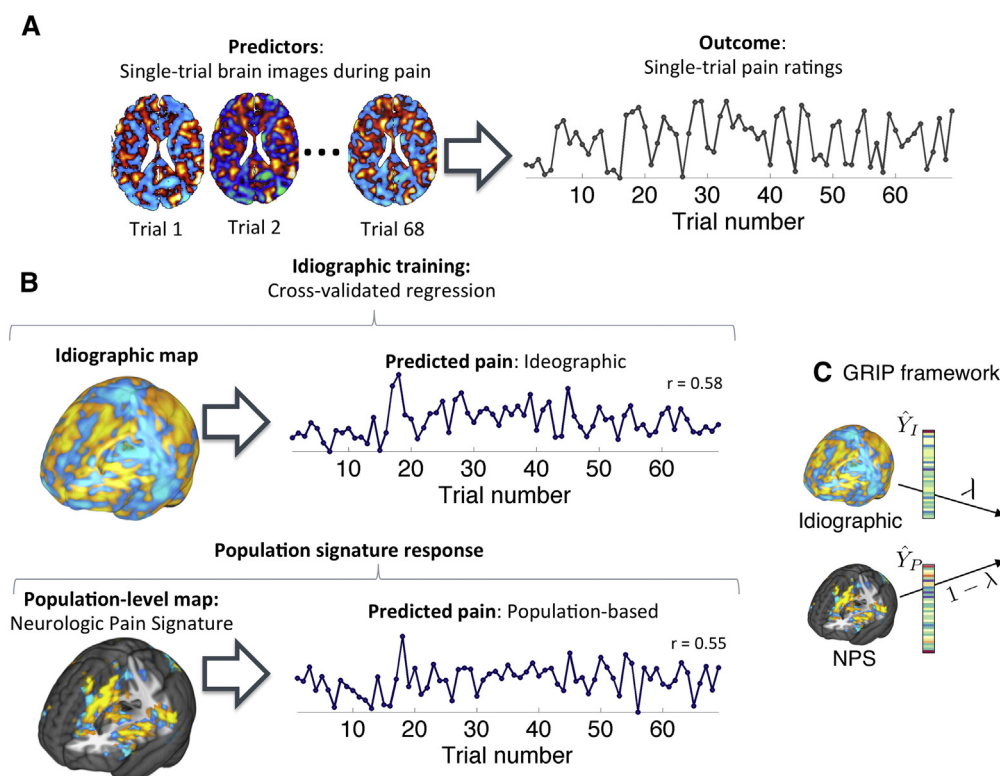 A
Predictors:
Single-trial brain images during pain
Trial 1
Trial 2
Trial 68
Outcome:
Single-trial pain ratings
10 20 30 40 50 60
Trial number
B
Idiographic training:
Cross-validated regression
Idiographic map
Predicted pain: Ideographic
r = 0.58
10 20 30 40 50 60
Trial number
Population signature response
Population-level map:
Neurologic Pain Signature
Predicted pain: Population-based
r = 0.55
10 20 30 40 50 60
Trial number
C GRIP framework
Ŷ_I
λ
Idiographic
Ŷ_P
1 − λ
NPS